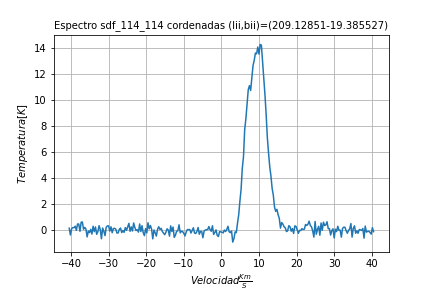 Espectro sdf_114_114 cordenadas (lii,bii)=(209.12851-19.385527)
14
12
10
8
6
4
2
0
−40 −30 −20 −10 0 10 20 30 40
Temperatura[K]
Velocidad Km/S